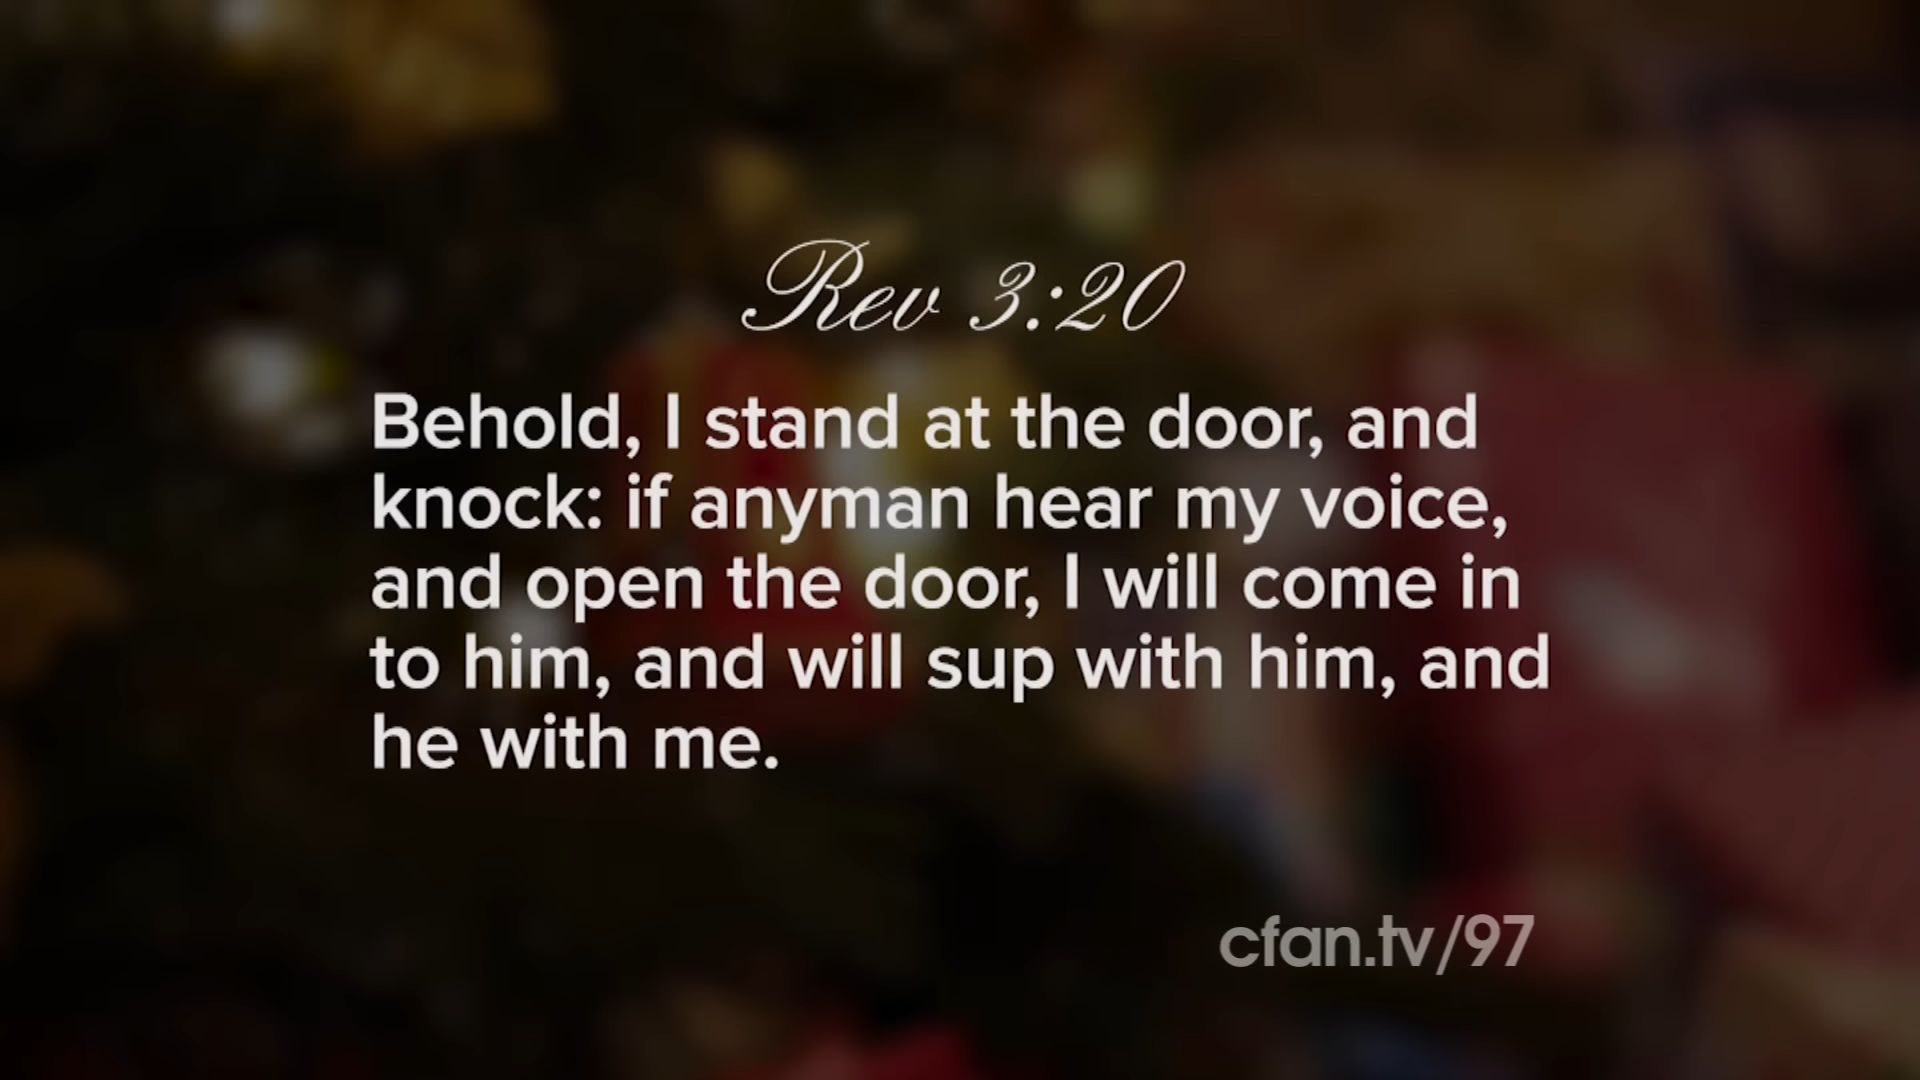 Rev 3:20
Behold, I stand at the door, and
knock: if anyman hear my voice,
and open the door, I will come in
to him, and will sup with him, and
he with me.
cfan.tv/97